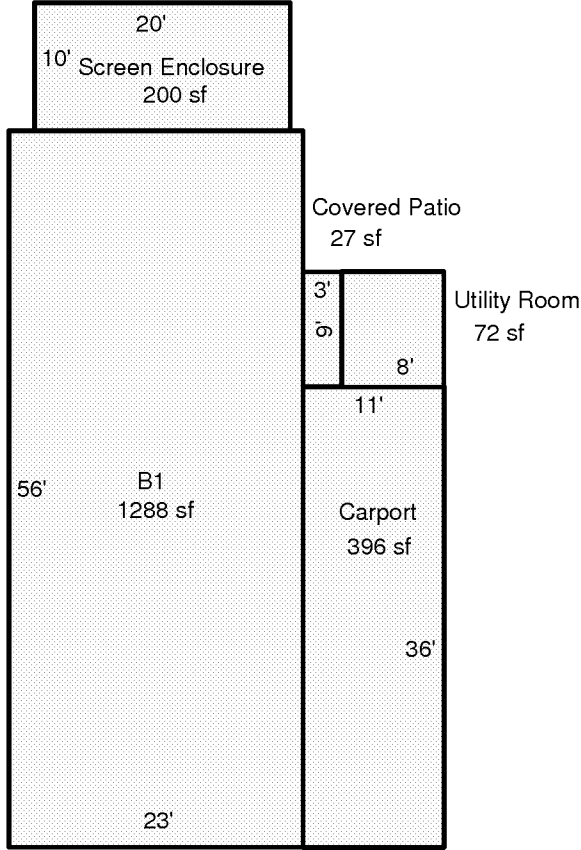 20'
10'
Screen Enclosure
200 sf
Covered Patio
27 sf
3'
9'
Utility Room
72 sf
8'
11'
B1
1288 sf
56'
Carport
396 sf
36'
23'